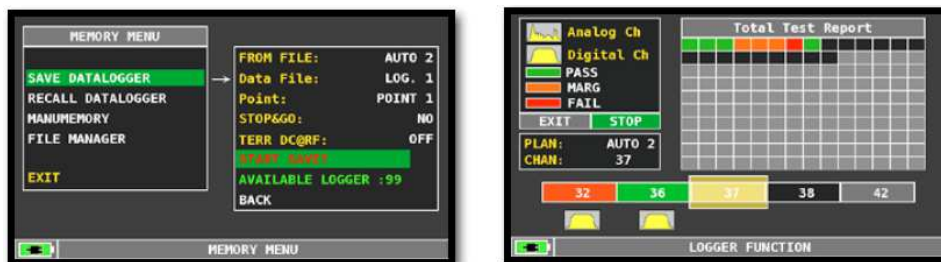 MEMORY MENU
SAVE DATALOGGER
RECALL DATALOGGER
MANUMEMORY
FILE MANAGER
EXIT
FROM FILE: AUTO 2
Data File: LOG. 1
Point: POINT 1
STOP&GO: NO
TERR DC@RF: OFF
START SAVE?
AVAILABLE LOGGER :99
BACK
MEMORY MENU
Analog Ch
Digital Ch
PASS
MARG
FAIL
EXIT STOP
PLAN: AUTO 2
CHAN: 37
Total Test Report
32 36 37 38 42
LOGGER FUNCTION